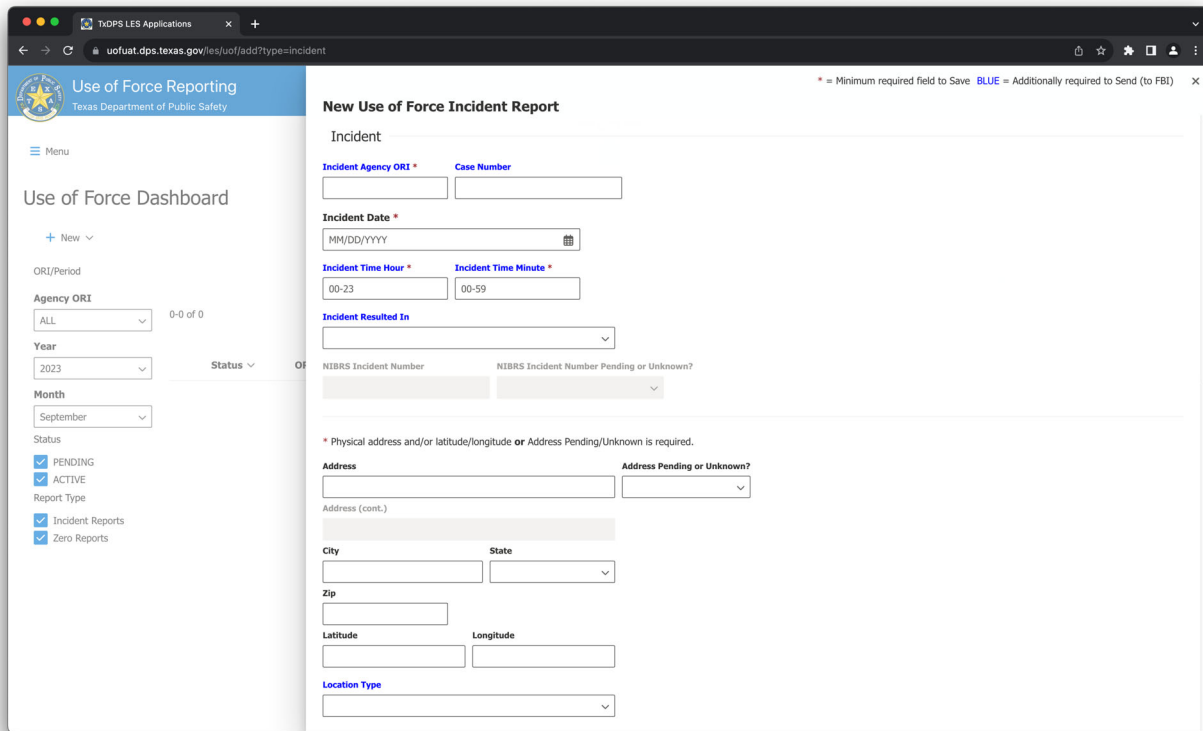 TxDPS LES Applications
uofuat.dps.texas.gov/les/uof/add?type=incident
Use of Force Reporting
Texas Department of Public Safety
Menu
Use of Force Dashboard
+ New
ORI/Period
Agency ORI
ALL
0-0 of 0
Year
2023
Status
OR
Month
September
Status
PENDING
ACTIVE
Report Type
Incident Reports
Zero Reports
* = Minimum required field to Save BLUE = Additionally required to Send (to FBI)
New Use of Force Incident Report
Incident
Incident Agency ORI * Case Number
Incident Date *
MM/DD/YYYY
Incident Time Hour * Incident Time Minute *
00-23 00-59
Incident Resulted In
NIBRS Incident Number NIBRS Incident Number Pending or Unknown?
* Physical address and/or latitude/longitude or Address Pending/Unknown is required.
Address Address Pending or Unknown?
Address (cont.)
City State
Zip
Latitude Longitude
Location Type